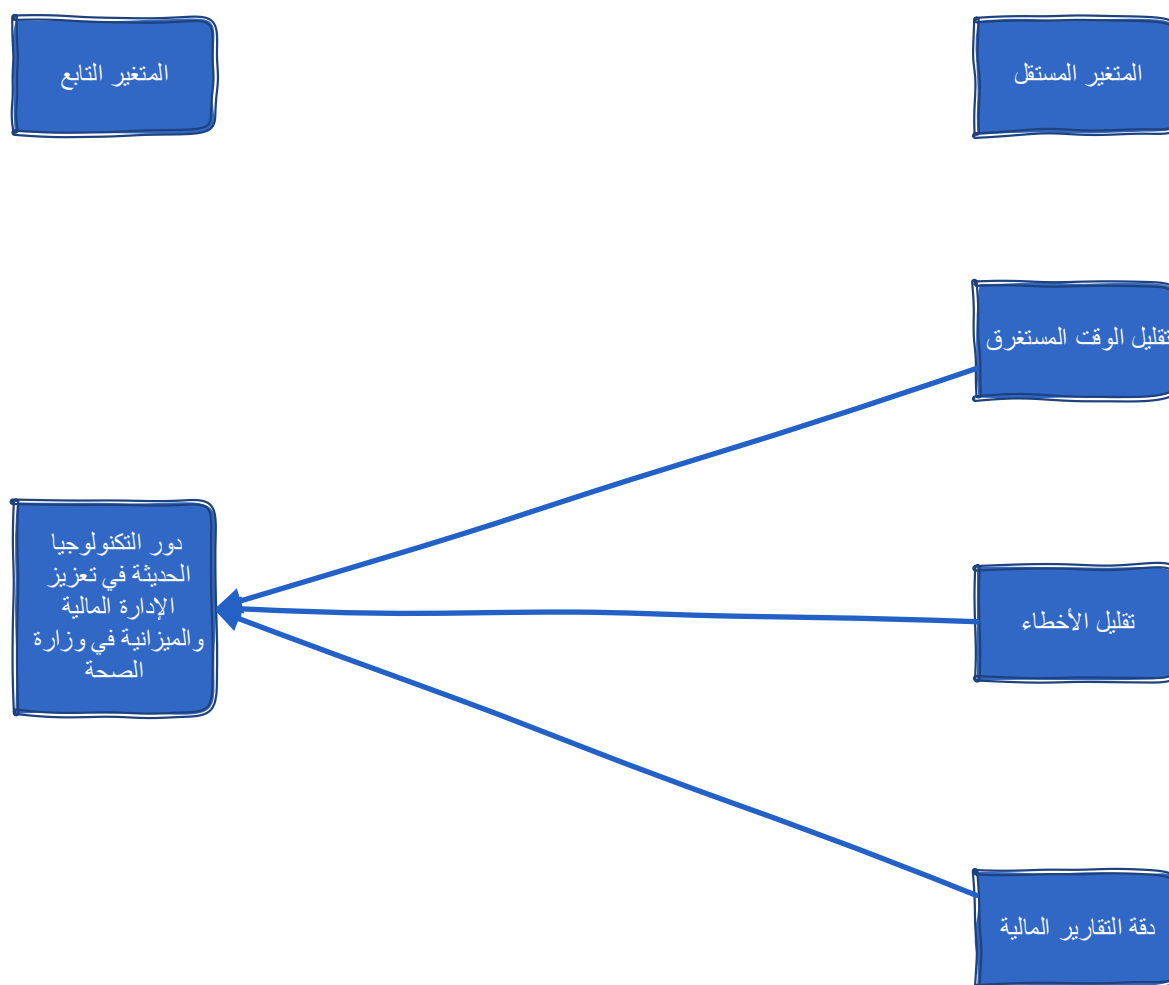 المتغير المستقل
المتغير التابع
تقليل الوقت المستغرق
تقليل الأخطاء
دقة التقارير المالية
دور التكنولوجيا
الحديثة في تعزيز
الإدارة المالية
والميزانية في وزارة
الصحة